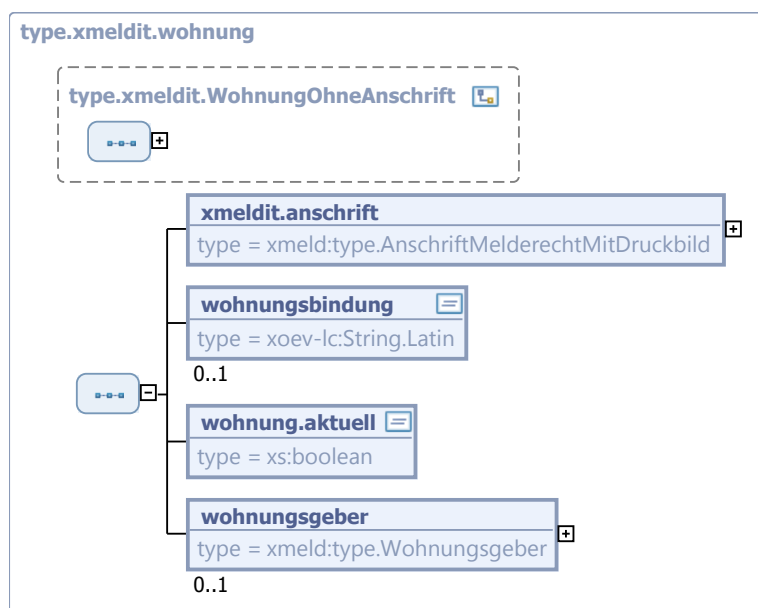 type.xmeldit.wohnung
type.xmeldit.WohnungOhneAnschrift
xmeldit.anschrift
type = xmeld:type.AnschriftMelderechtMitDruckbild
wohnungsbindung
type = xoev-lc:String.Latin
0..1
wohnung.aktuell
type = xs:boolean
wohnungsgeber
type = xmeld:type.Wohnungsgeber
0..1